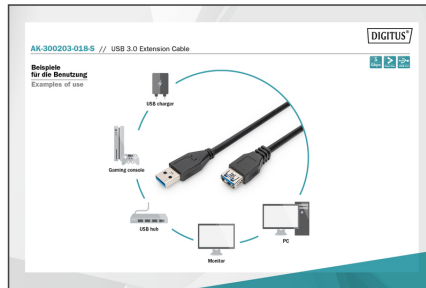 DIGITUS®
AK-300203-018-S // USB 3.0 Extension Cable
Beispiele
für die Benutzung
Examples of use
USB charger
Gaming console
USB hub
Monitor
PC